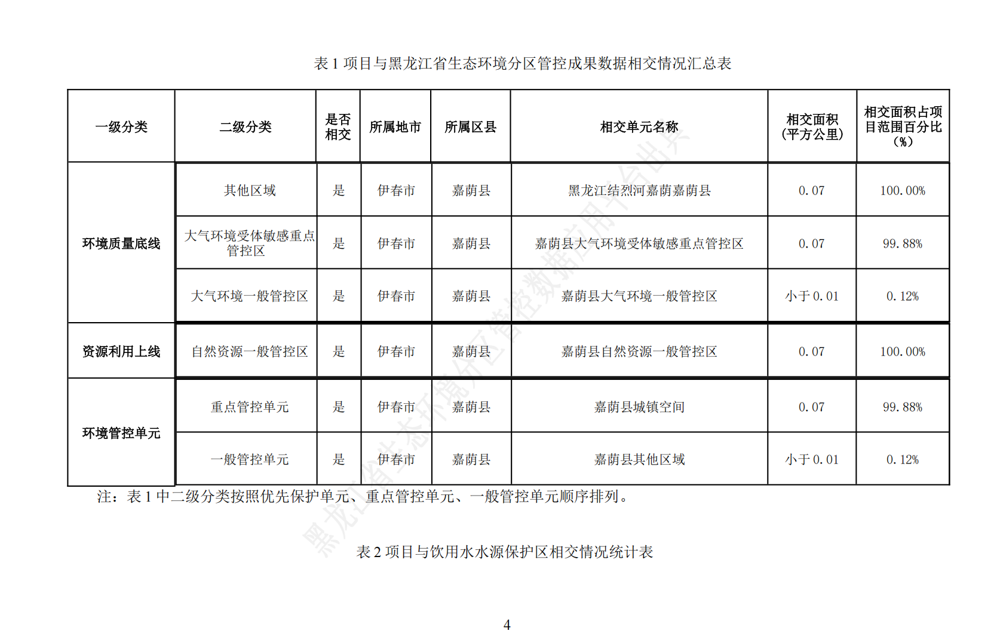 表 1 项目与黑龙江省生态环境分区管控成果数据相交情况汇总表
一级分类 二级分类 是否相交 所属地市 所属区县 相交单元名称 相交面积(平方公里) 相交面积占项目范围百分比（%）
环境质量底线 其他区域 是 伊春市 嘉荫县 黑龙江结烈河嘉荫嘉荫县 0.07 100.00%
大气环境受体敏感重点管控区 是 伊春市 嘉荫县 嘉荫县大气环境受体敏感重点管控区 0.07 99.88%
大气环境一般管控区 是 伊春市 嘉荫县 嘉荫县大气环境一般管控区 小于 0.01 0.12%
资源利用上线 自然资源一般管控区 是 伊春市 嘉荫县 嘉荫县自然资源一般管控区 0.07 100.00%
环境管控单元 重点管控单元 是 伊春市 嘉荫县 嘉荫县城镇空间 0.07 99.88%
一般管控单元 是 伊春市 嘉荫县 嘉荫县其他区域 小于 0.01 0.12%
注：表 1 中二级分类按照优先保护单元、重点管控单元、一般管控单元顺序排列。
表 2 项目与饮用水水源保护区相交情况统计表
4
黑龙江省生态环境分区管控数据应用平台出具